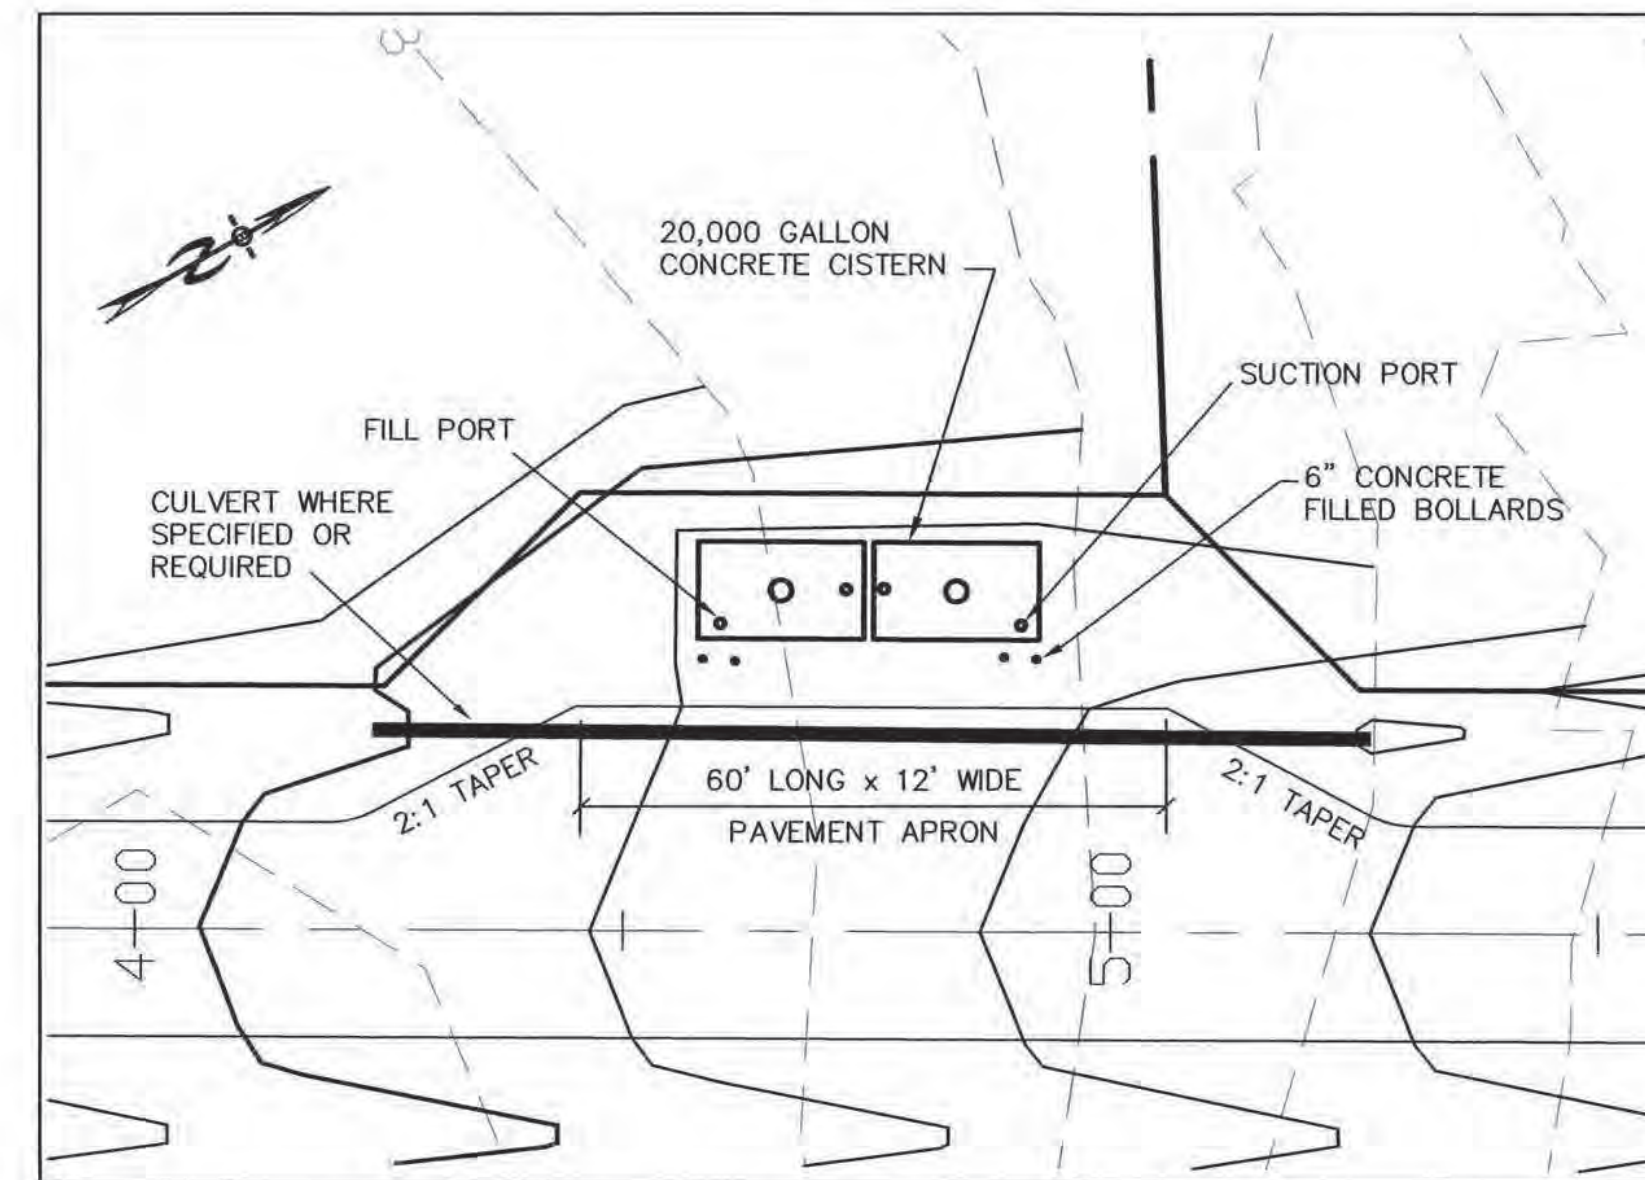 3
20,000 GALLON
CONCRETE CISTERN
SUCTION PORT
FILL PORT
6" CONCRETE
FILLED BOLLARDS
CULVERT WHERE
SPECIFIED OR
REQUIRED
N
2:1 TAPER
60' LONG x 12' WIDE
PAVEMENT APRON
2:1 TAPER
4-00
5-00